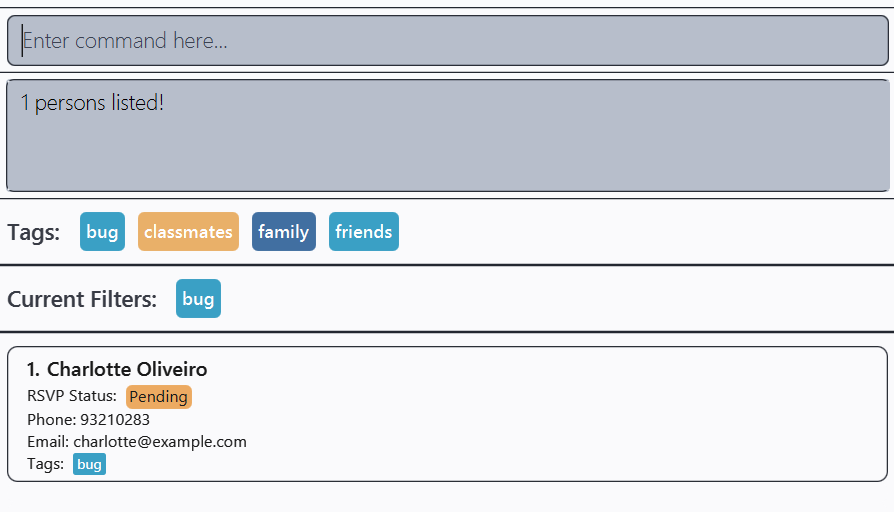 Enter command here...
1 persons listed!
Tags: bug classmates family friends
Current Filters: bug
1. Charlotte Oliveiro
RSVP Status: Pending
Phone: 93210283
Email: charlotte@example.com
Tags: bug